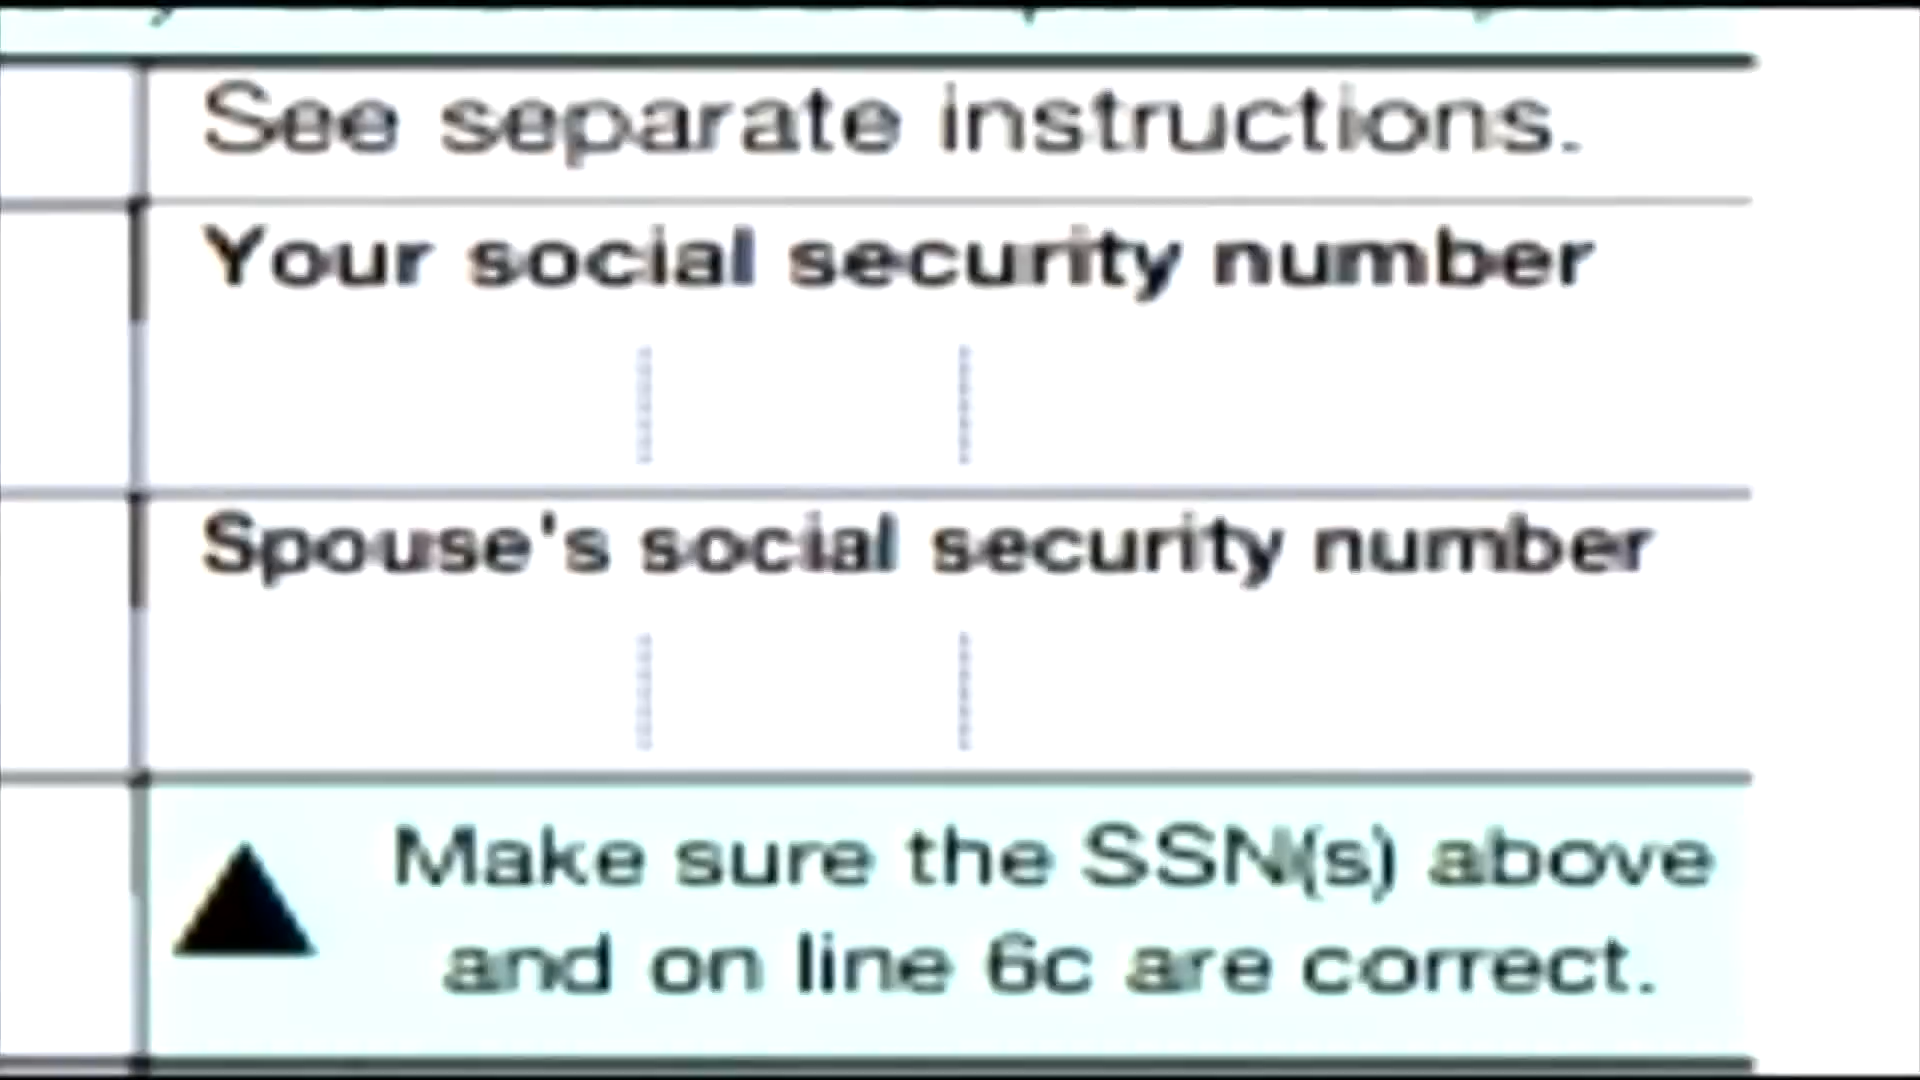 See separate instructions.
Your social security number
Spouse's social security number
Make sure the SSN(s) above
and on line 6c are correct.